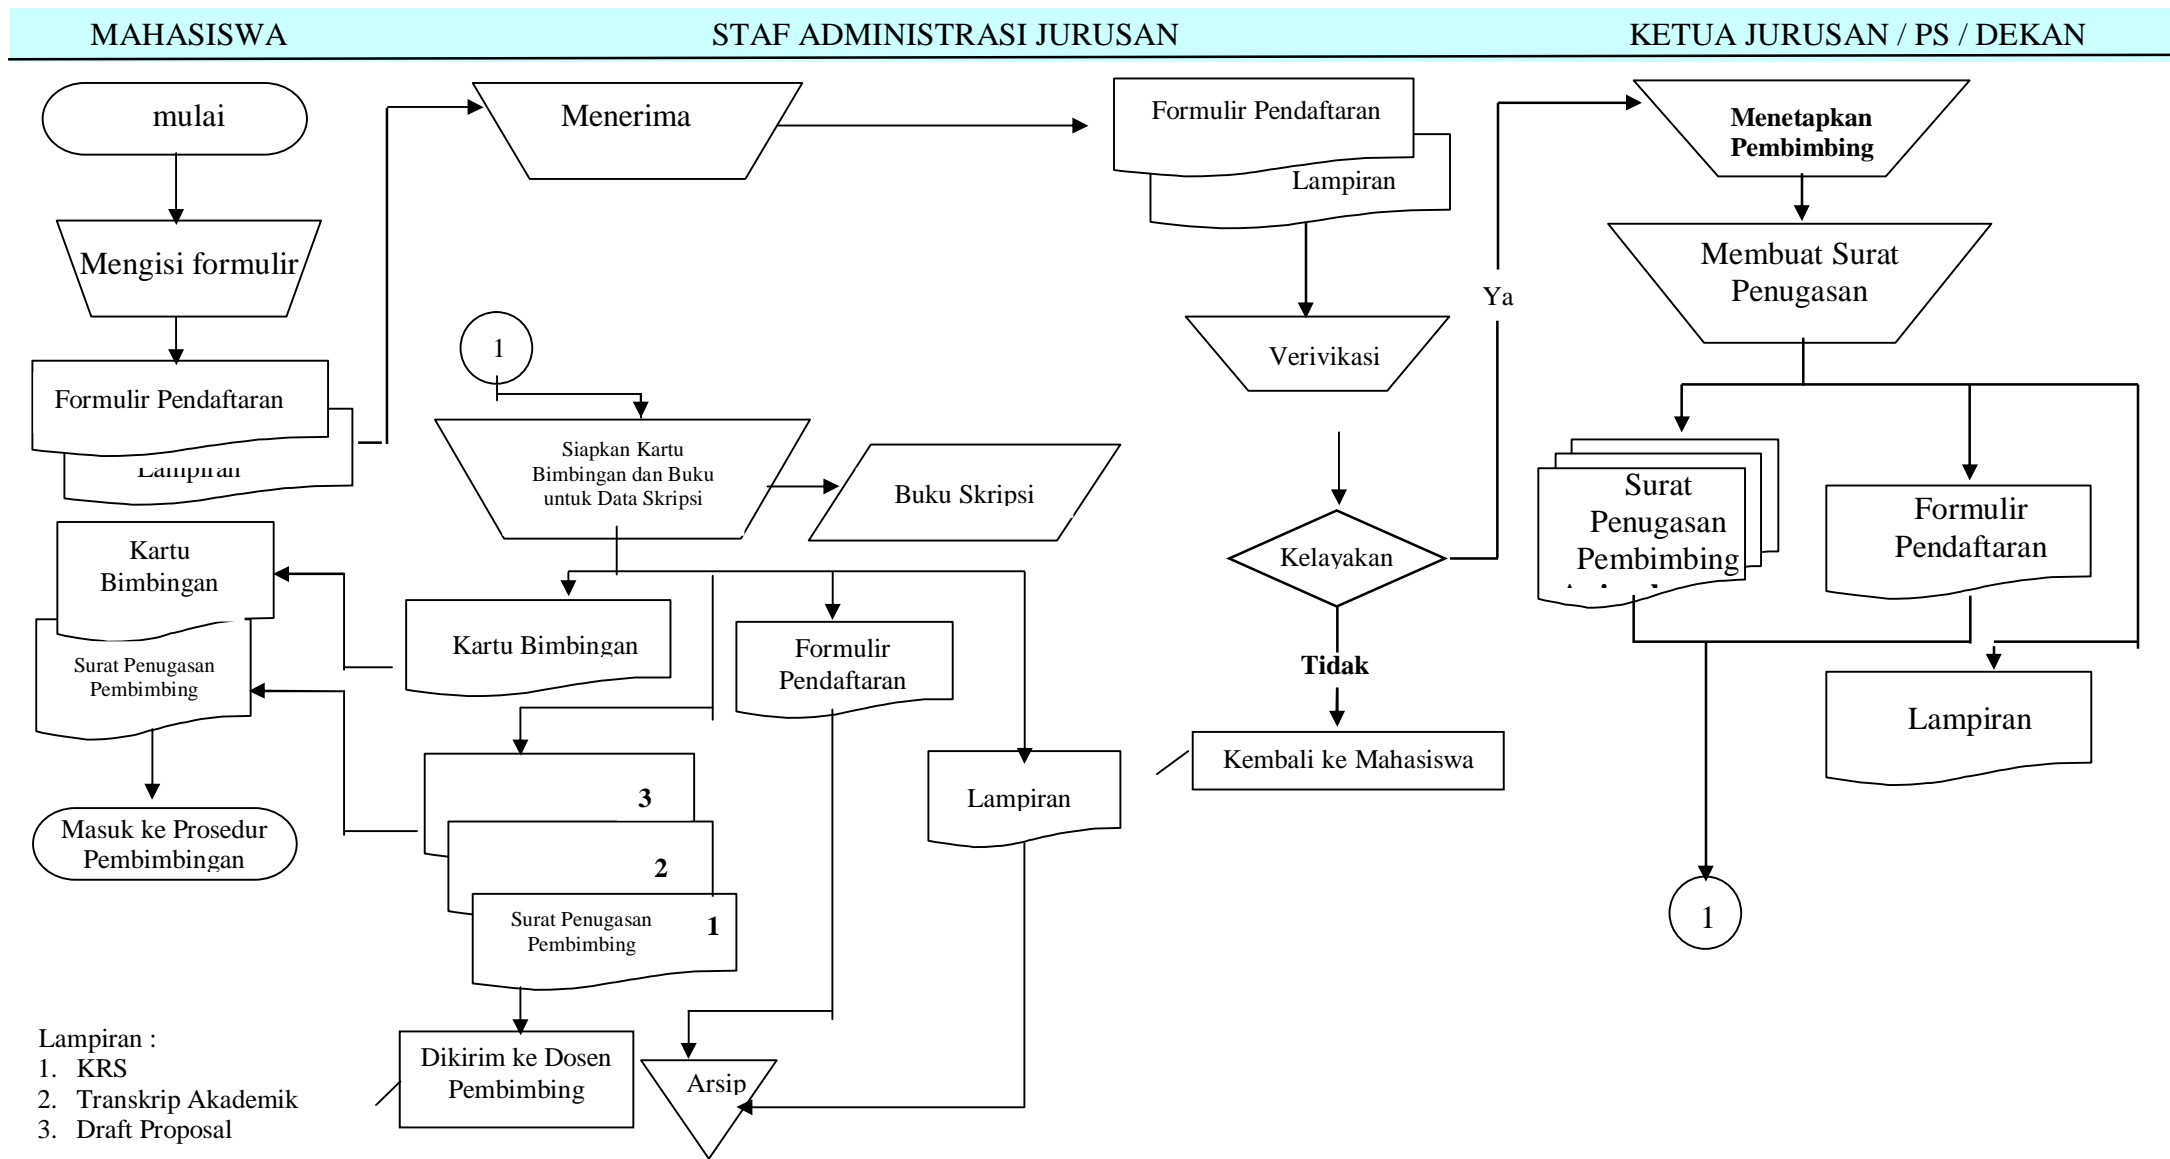 MAHASISWA
STAF ADMINISTRASI JURUSAN
KETUA JURUSAN / PS / DEKAN
mulai
Mengisi formulir
Formulir Pendaftaran
Lampiran
Kartu
Bimbingan
Surat Penugasan
Pembimbing
Masuk ke Prosedur
Pembimbingan
Lampiran :
1. KRS
2. Transkrip Akademik
3. Draft Proposal
Menerima
Formulir Pendaftaran
Lampiran
Verivikasi
Kelayakan
Ya
Tidak
Kembali ke Mahasiswa
1
Siapkan Kartu
Bimbingan dan Buku
untuk Data Skripsi
Buku Skripsi
Kartu Bimbingan
Formulir
Pendaftaran
Lampiran
3
2
Surat Penugasan
Pembimbing
1
Dikirim ke Dosen
Pembimbing
Arsip
Menetapkan
Pembimbing
Membuat Surat
Penugasan
Surat
Penugasan
Pembimbing
Formulir
Pendaftaran
Lampiran
1